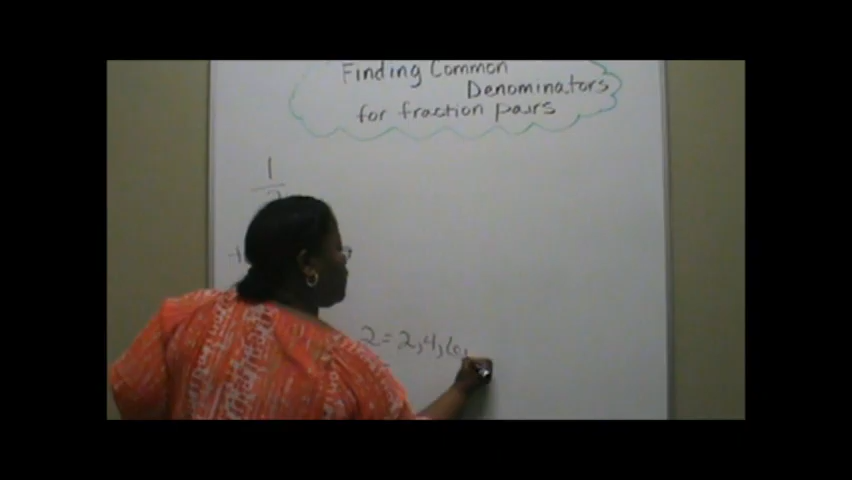 Finding Common
Denominators
for fraction pairs
1
2 = 2, 4, 6,